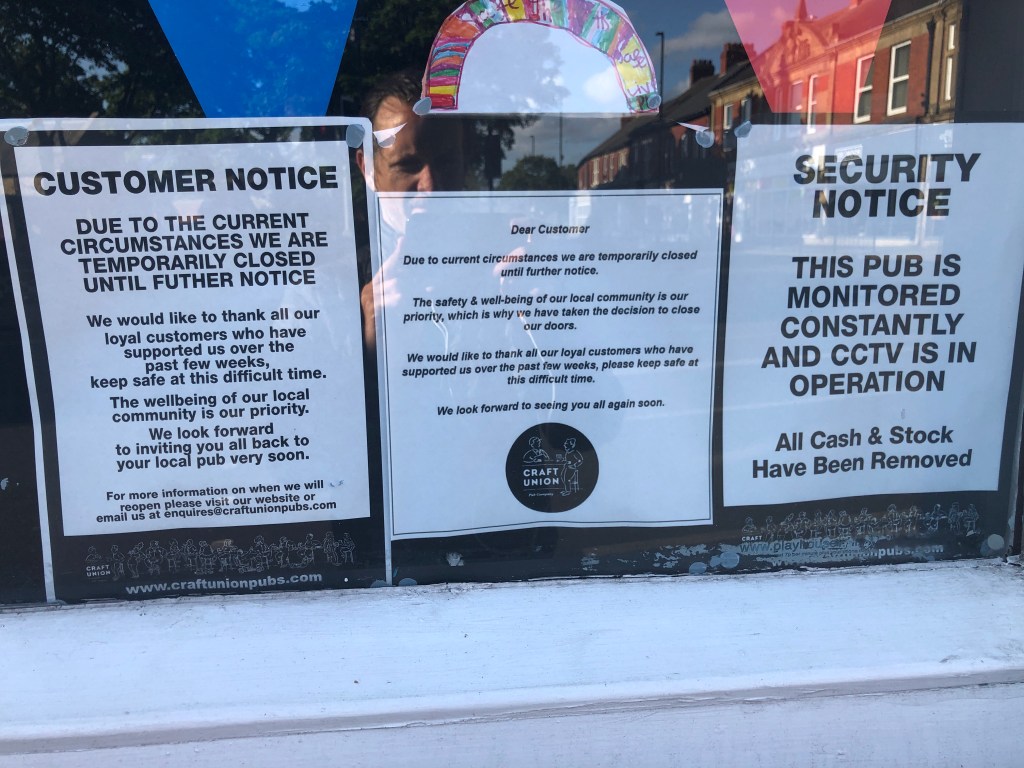 CUSTOMER NOTICE
DUE TO THE CURRENT
CIRCUMSTANCES WE ARE
TEMPORARILY CLOSED
UNTIL FUTHER NOTICE
We would like to thank all our
loyal customers who have
supported us over the
past few weeks,
keep safe at this difficult time.
The wellbeing of our local
community is our priority.
We look forward
to inviting you all back to
your local pub very soon.
For more information on when we will
reopen please visit our website or
email us at enquires@craftunionpubs.com
CRAFT
UNION
www.craftunionpubs.com
Dear Customer
Due to current circumstances we are temporarily closed
until further notice.
The safety & well-being of our local community is our
priority, which is why we have taken the decision to close
our doors.
We would like to thank all our loyal customers who have
supported us over the past few weeks, please keep safe at
this difficult time.
We look forward to seeing you all again soon.
CRAFT
UNION
Pub Company
SECURITY
NOTICE
THIS PUB IS
MONITORED
CONSTANTLY
AND CCTV IS IN
OPERATION
All Cash & Stock
Have Been Removed
CRAFT